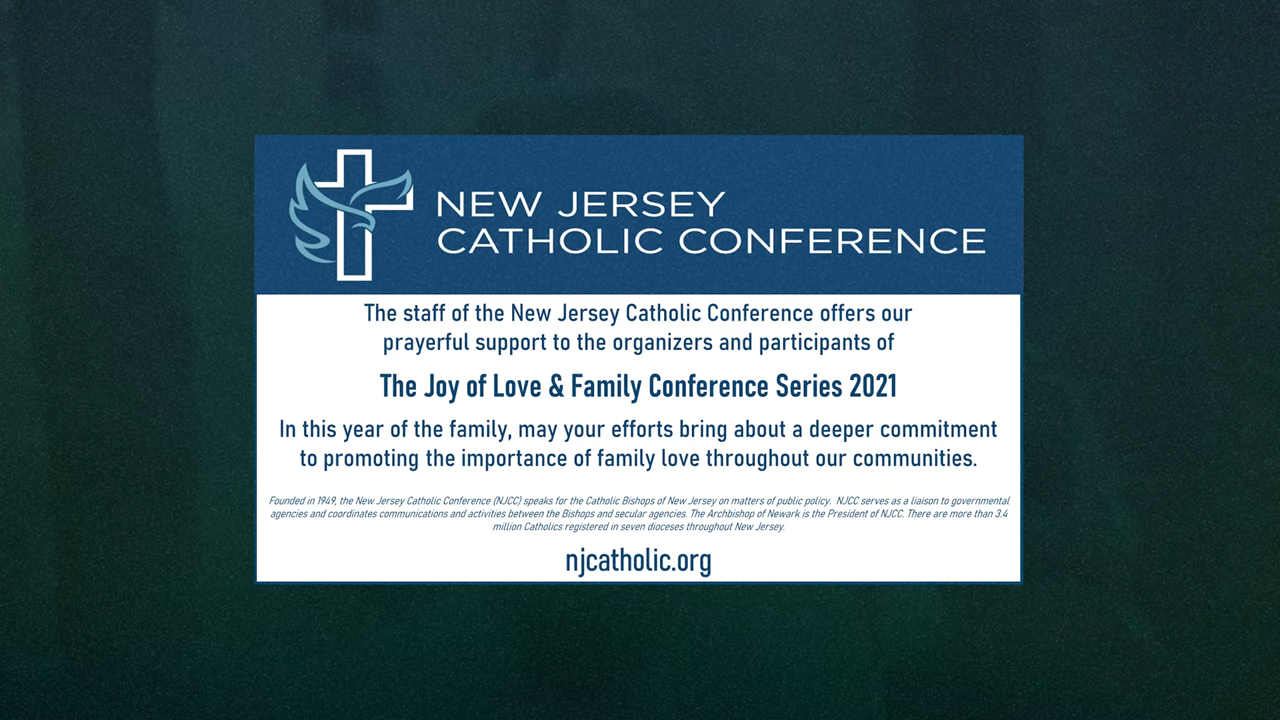 NEW JERSEY
CATHOLIC CONFERENCE
The staff of the New Jersey Catholic Conference offers our
prayerful support to the organizers and participants of
The Joy of Love & Family Conference Series 2021
In this year of the family, may your efforts bring about a deeper commitment
to promoting the importance of family love throughout our communities.
Founded in 1949, the New Jersey Catholic Conference (NJCC) speaks for the Catholic Bishops of New Jersey on matters of public policy. NJCC serves as a liaison to governmental
agencies and coordinates communications and activities between the Bishops and secular agencies. The Archbishop of Newark is the President of NJCC. There are more than 3.4
million Catholics registered in seven dioceses throughout New Jersey.
njcatholic.org